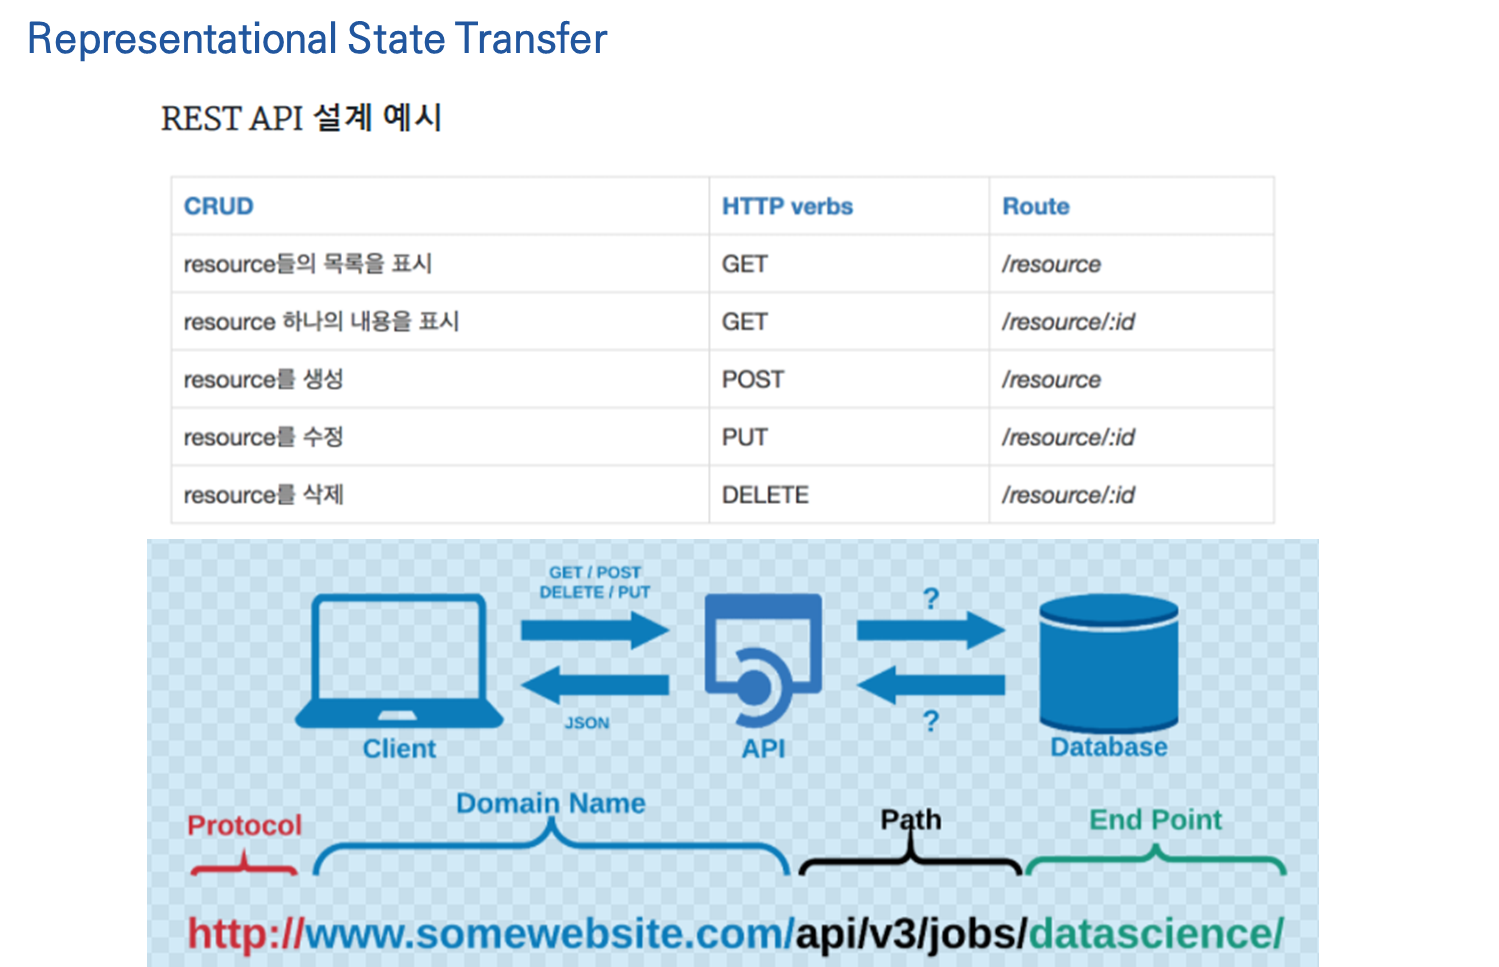 Representational State Transfer
REST API 설계 예시
CRUD HTTP verbs Route
resource들의 목록을 표시 GET /resource
resource 하나의 내용을 표시 GET /resource/:id
resource를 생성 POST /resource
resource를 수정 PUT /resource/:id
resource를 삭제 DELETE /resource/:id
GET / POST
DELETE / PUT
?
JSON
?
Client API Database
Protocol Domain Name Path End Point
http://www.somewebsite.com/api/v3/jobs/datascience/